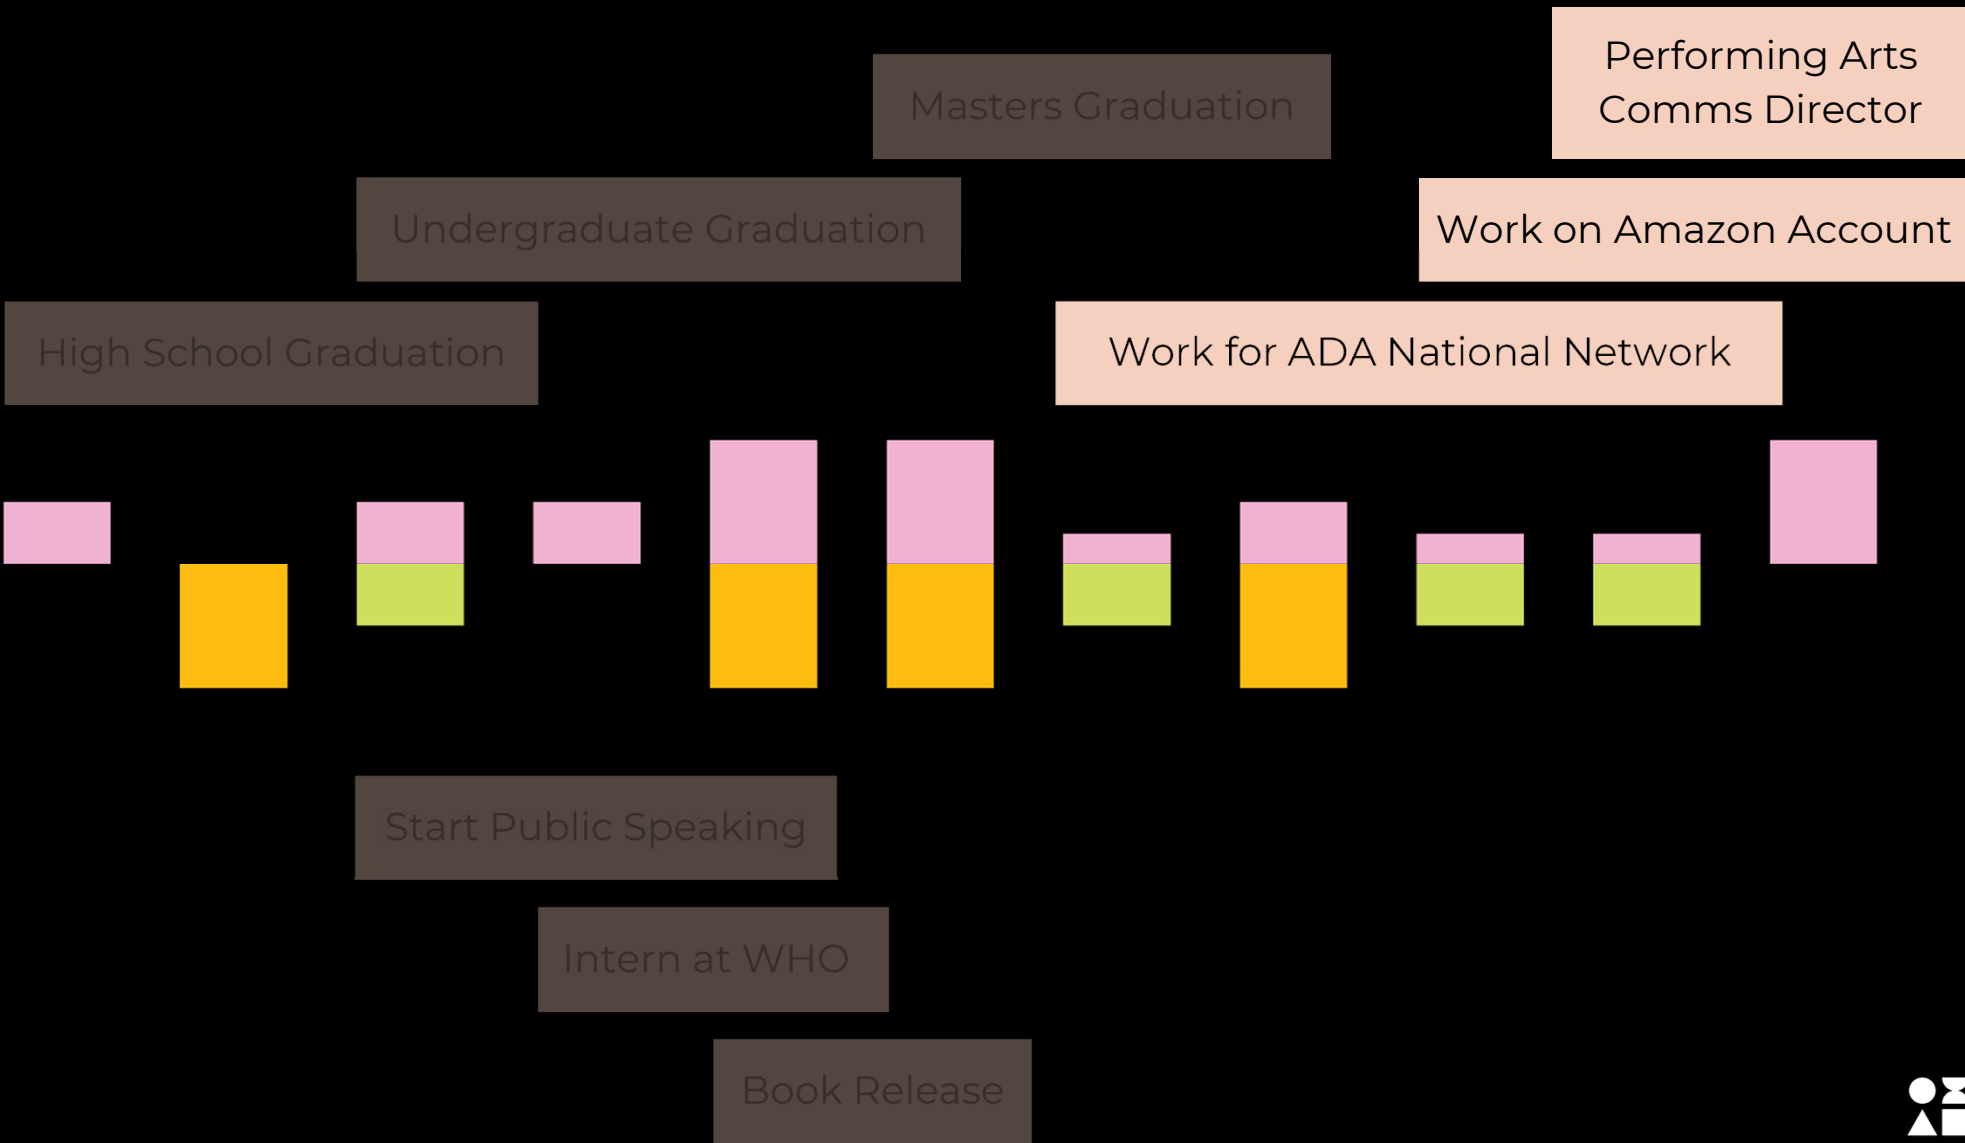 Performing Arts
Comms Director
Masters Graduation
Undergraduate Graduation
Work on Amazon Account
High School Graduation
Work for ADA National Network
Start Public Speaking
Intern at WHO
Book Release